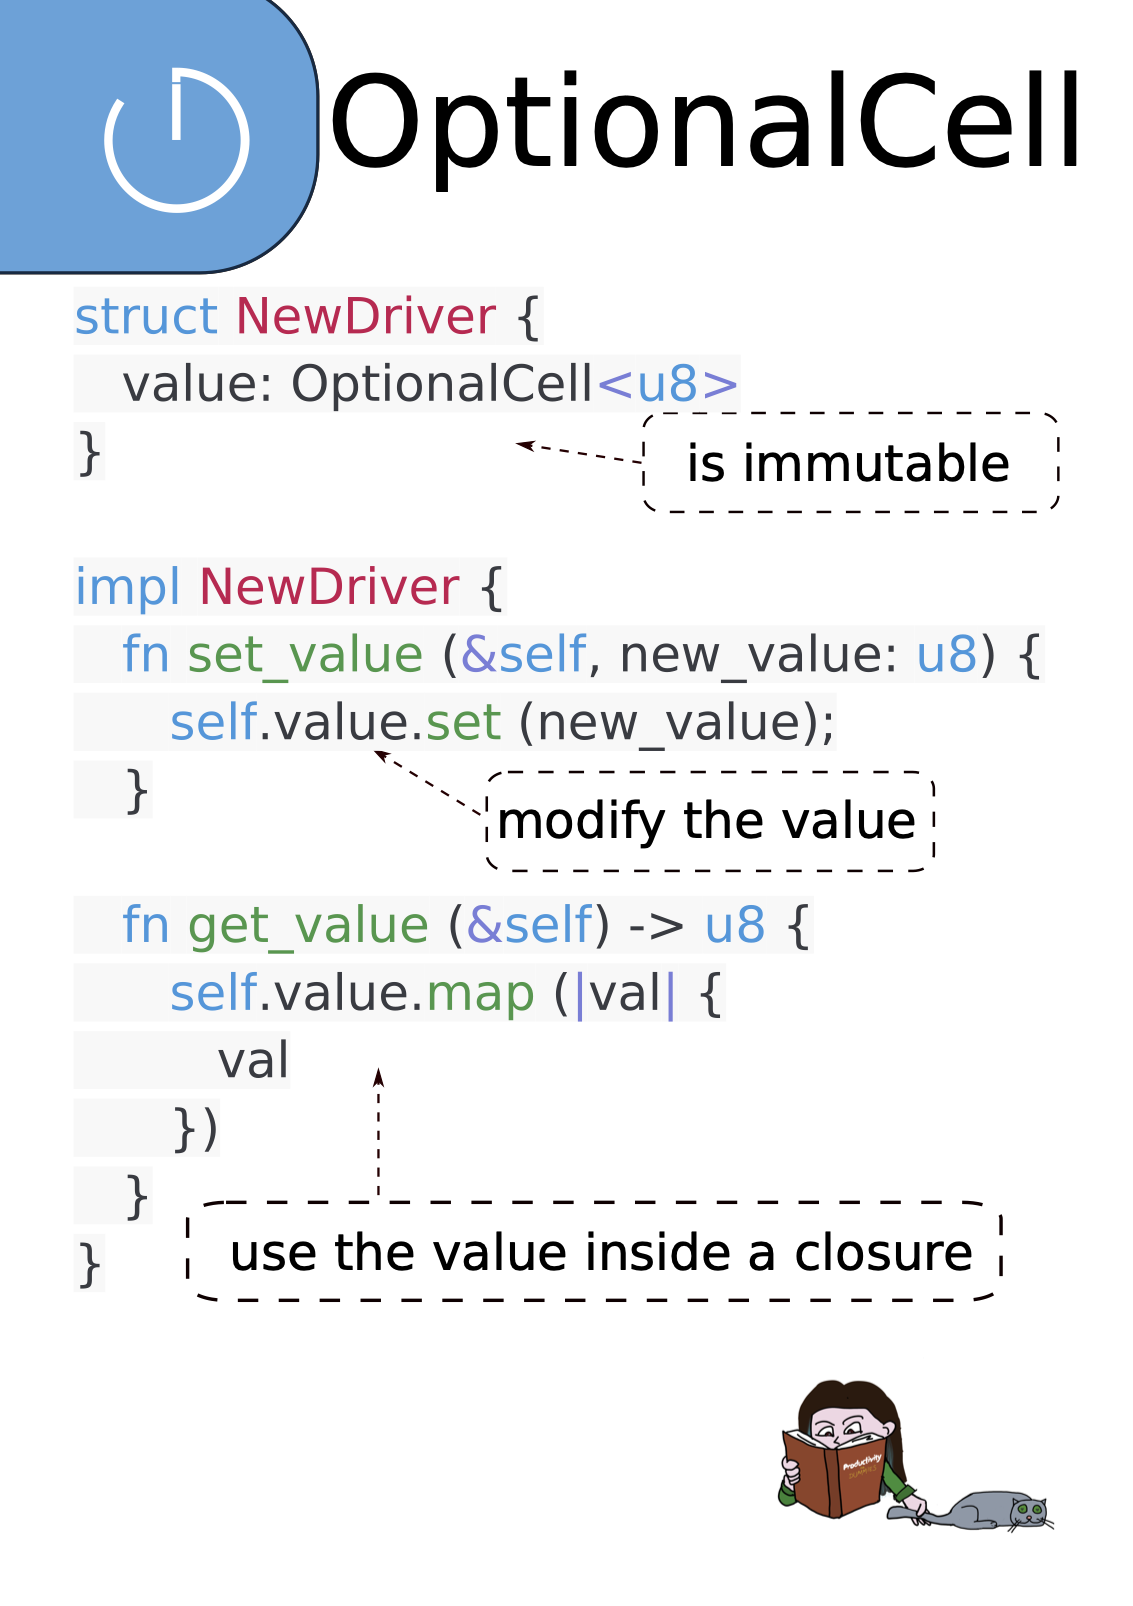 OptionalCell
struct NewDriver {
value: OptionalCell<u8>
}
is immutable
impl NewDriver {
fn set_value (&self, new_value: u8) {
self.value.set (new_value);
}
modify the value
fn get_value (&self) -> u8 {
self.value.map (|val| {
val
})
}
}
use the value inside a closure
Productivity